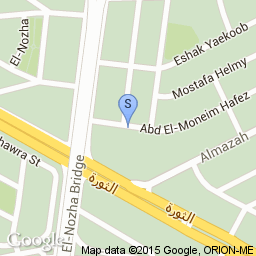 El-Nozha
Eshak Yaekoob
Mostafa Helmy
S
Abd El-Moneim Hafez
Almazah
El-Nozha Bridge
hawra St
الثورة
الثورة
Google
Map data ©2015 Google, ORION-ME